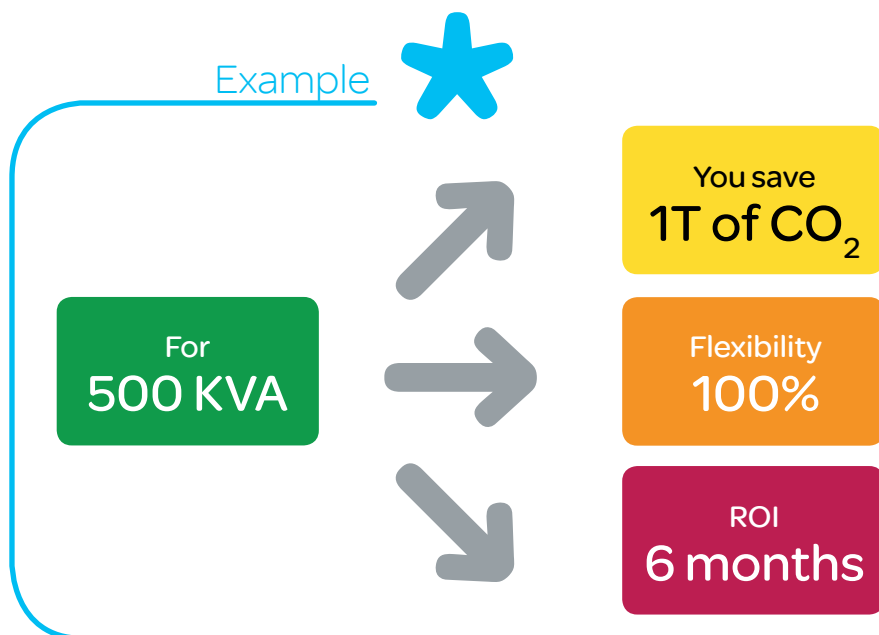 Example
You save
1T of CO₂
For
500 KVA
Flexibility
100%
ROI
6 months